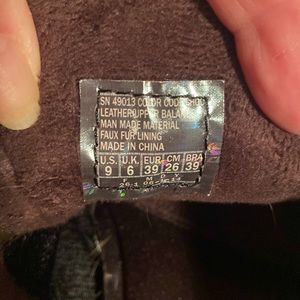 SN 49013 COLOR CODE CHOC
LEATHER/UPPER BALANCE
MAN MADE MATERIAL
FAUX FUR LINING
MADE IN CHINA
U.S. U.K. EUR CM BRA
9 6 39 26 39